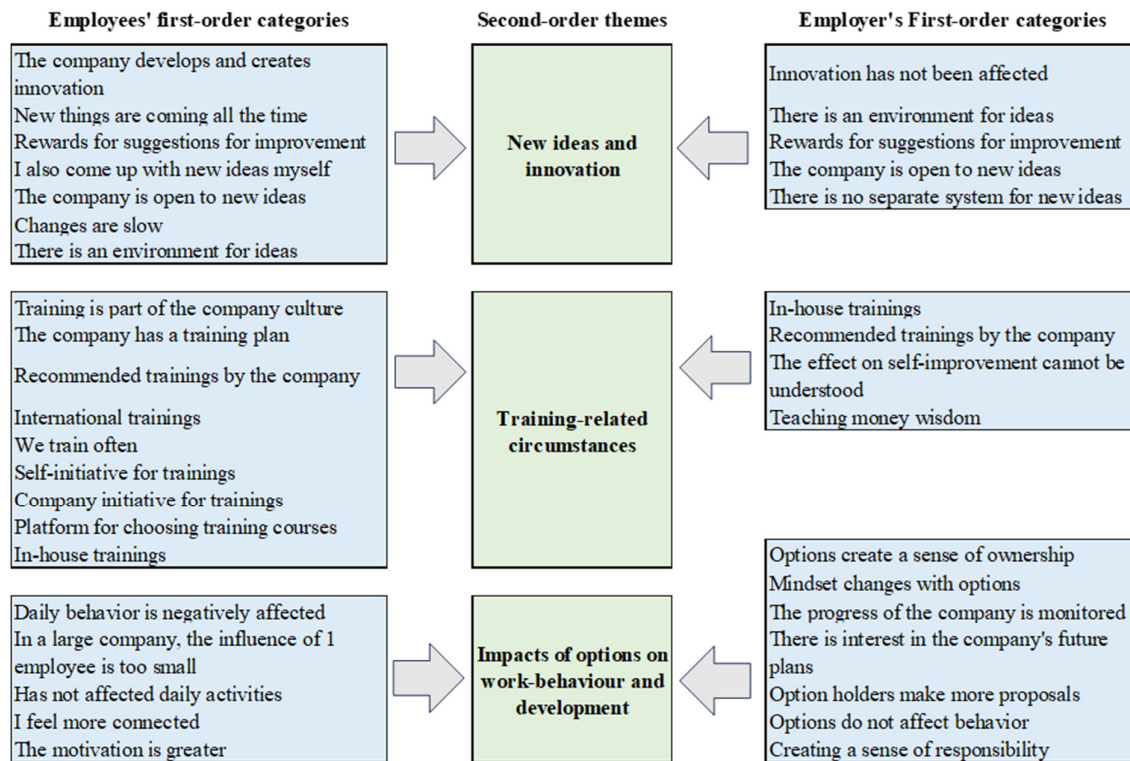 Employees' first-order categories
Second-order themes
Employer's First-order categories
The company develops and creates
innovation
New things are coming all the time
Rewards for suggestions for improvement
I also come up with new ideas myself
The company is open to new ideas
Changes are slow
There is an environment for ideas
New ideas and
innovation
Innovation has not been affected
There is an environment for ideas
Rewards for suggestions for improvement
The company is open to new ideas
There is no separate system for new ideas
Training is part of the company culture
The company has a training plan
Recommended trainings by the company
International trainings
We train often
Self-initiative for trainings
Company initiative for trainings
Platform for choosing training courses
In-house trainings
Training-related
circumstances
In-house trainings
Recommended trainings by the company
The effect on self-improvement cannot be
understood
Teaching money wisdom
Daily behavior is negatively affected
In a large company, the influence of 1
employee is too small
Has not affected daily activities
I feel more connected
The motivation is greater
Impacts of options on
work-behaviour and
development
Options create a sense of ownership
Mindset changes with options
The progress of the company is monitored
There is interest in the company's future
plans
Option holders make more proposals
Options do not affect behavior
Creating a sense of responsibility